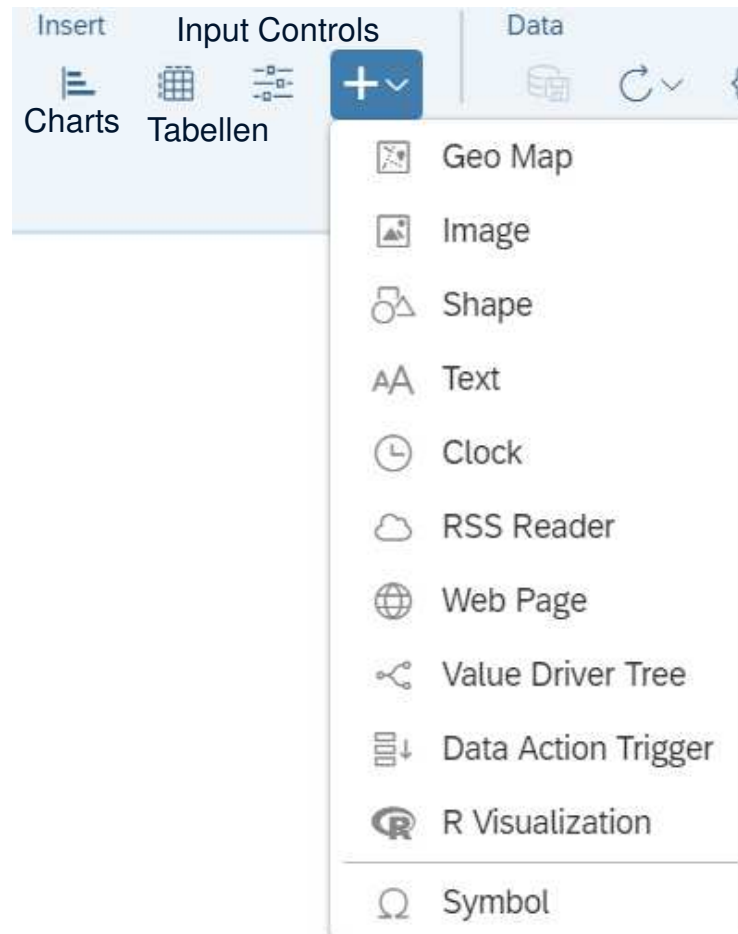 Insert
Input Controls
Data
Charts
Tabellen
Geo Map
Image
Shape
Text
Clock
RSS Reader
Web Page
Value Driver Tree
Data Action Trigger
R Visualization
Symbol